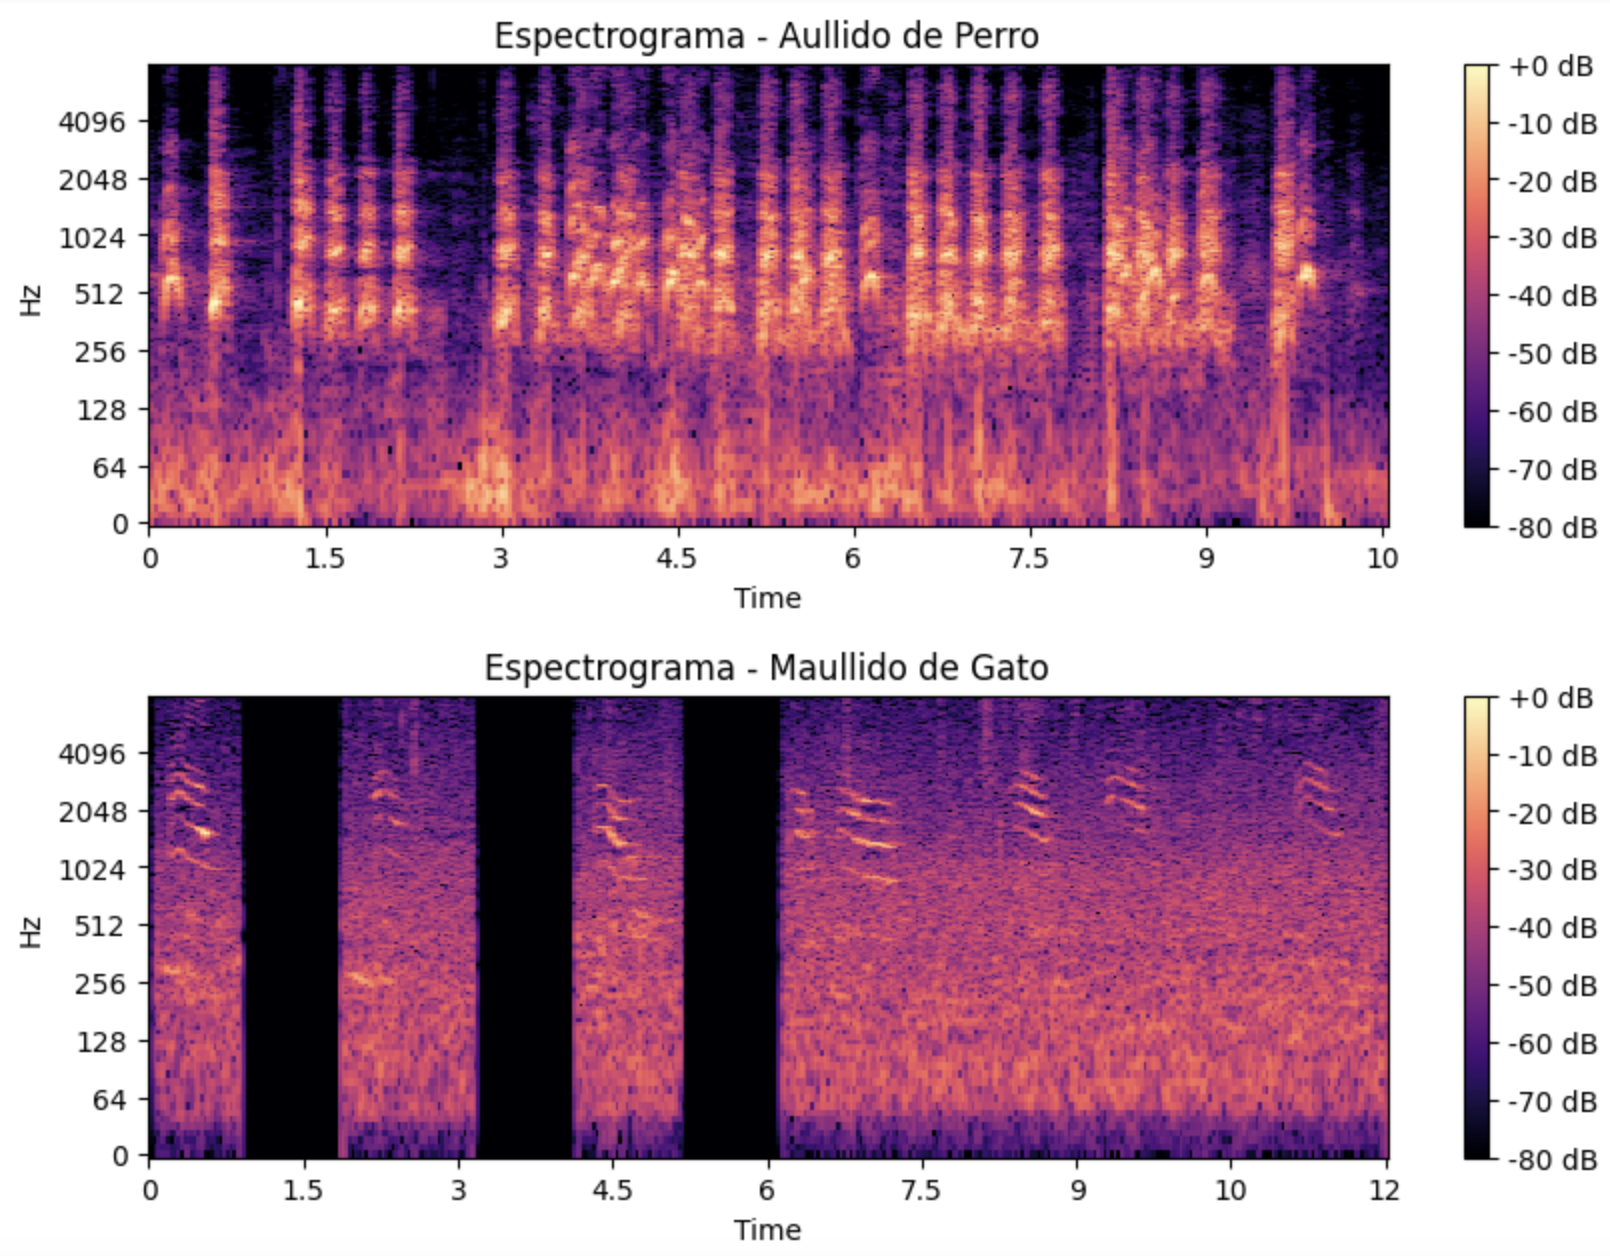 Espectrograma - Aullido de Perro
Hz
4096
2048
1024
512
256
128
64
0
0 1.5 3 4.5 6 7.5 9 10
Time
+0 dB
-10 dB
-20 dB
-30 dB
-40 dB
-50 dB
-60 dB
-70 dB
-80 dB
Espectrograma - Maullido de Gato
Hz
4096
2048
1024
512
256
128
64
0
0 1.5 3 4.5 6 7.5 9 10 12
Time
+0 dB
-10 dB
-20 dB
-30 dB
-40 dB
-50 dB
-60 dB
-70 dB
-80 dB